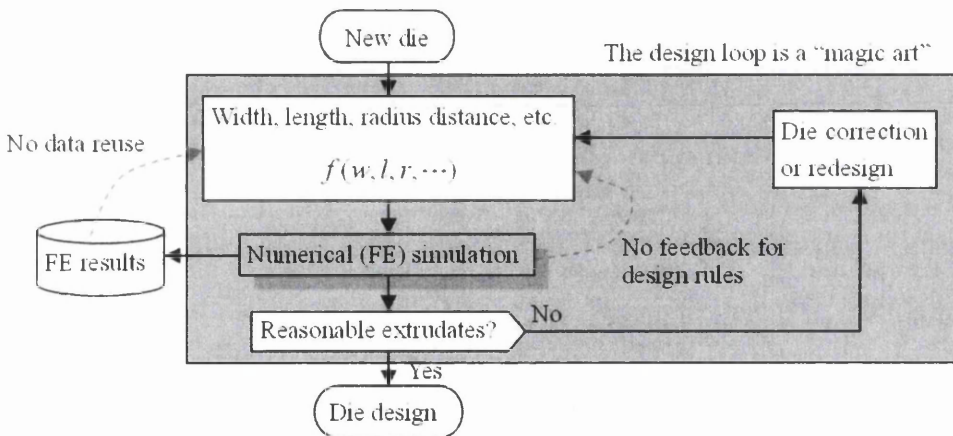 New die
The design loop is a “magic art”
Width, length, radius distance, etc.
f(w,l,r,⋯)
Die correction
or redesign
No data reuse
FE results
Numerical (FE) simulation
No feedback for
design rules
Reasonable extrudates?
No
Yes
Die design